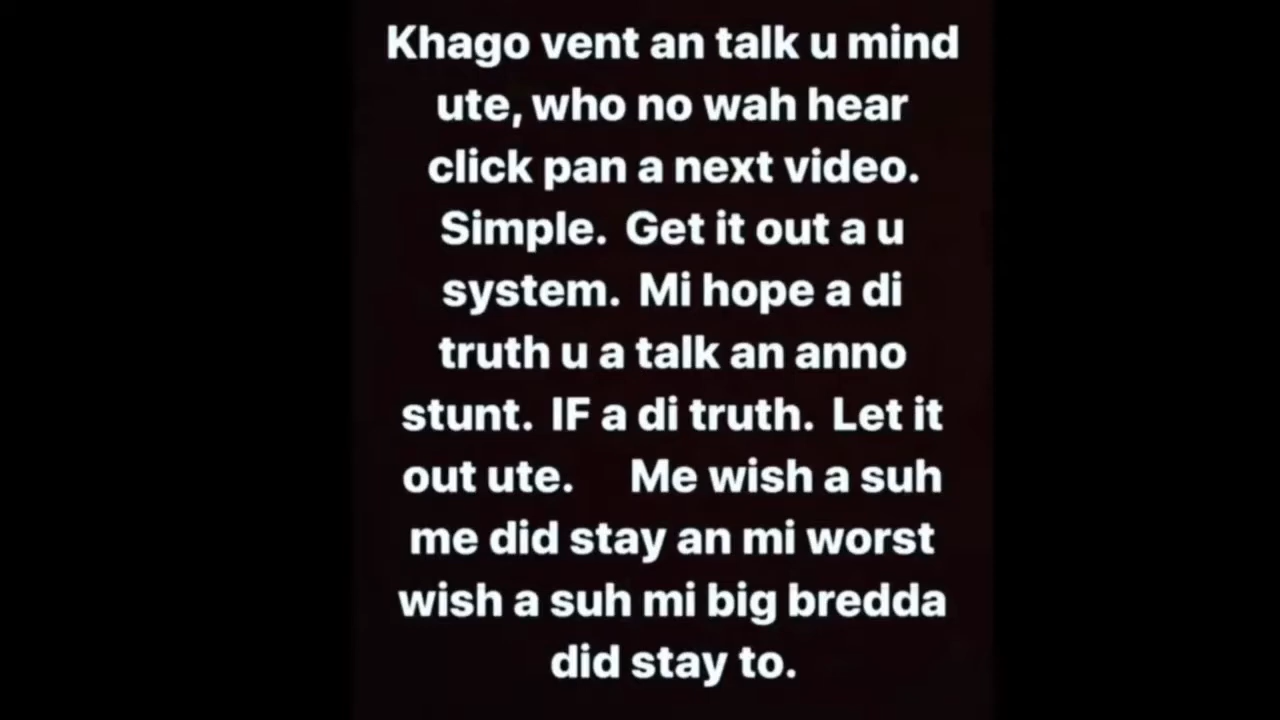 Khago vent an talk u mind
ute, who no wah hear
click pan a next video.
Simple. Get it out a u
system. Mi hope a di
truth u a talk an anno
stunt. IF a di truth. Let it
out ute. Me wish a suh
me did stay an mi worst
wish a suh mi big bredda
did stay to.